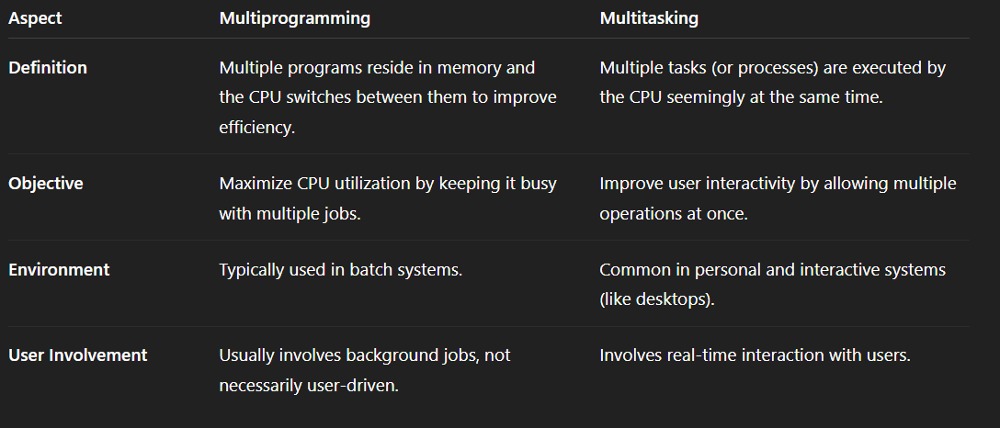 Aspect Multiprogramming Multitasking
Definition Multiple programs reside in memory and Multiple tasks (or processes) are executed by
the CPU switches between them to improve the CPU seemingly at the same time.
efficiency.
Objective Maximize CPU utilization by keeping it busy Improve user interactivity by allowing multiple
with multiple jobs. operations at once.
Environment Typically used in batch systems. Common in personal and interactive systems
(like desktops).
User Involvement Usually involves background jobs, not Involves real-time interaction with users.
necessarily user-driven.